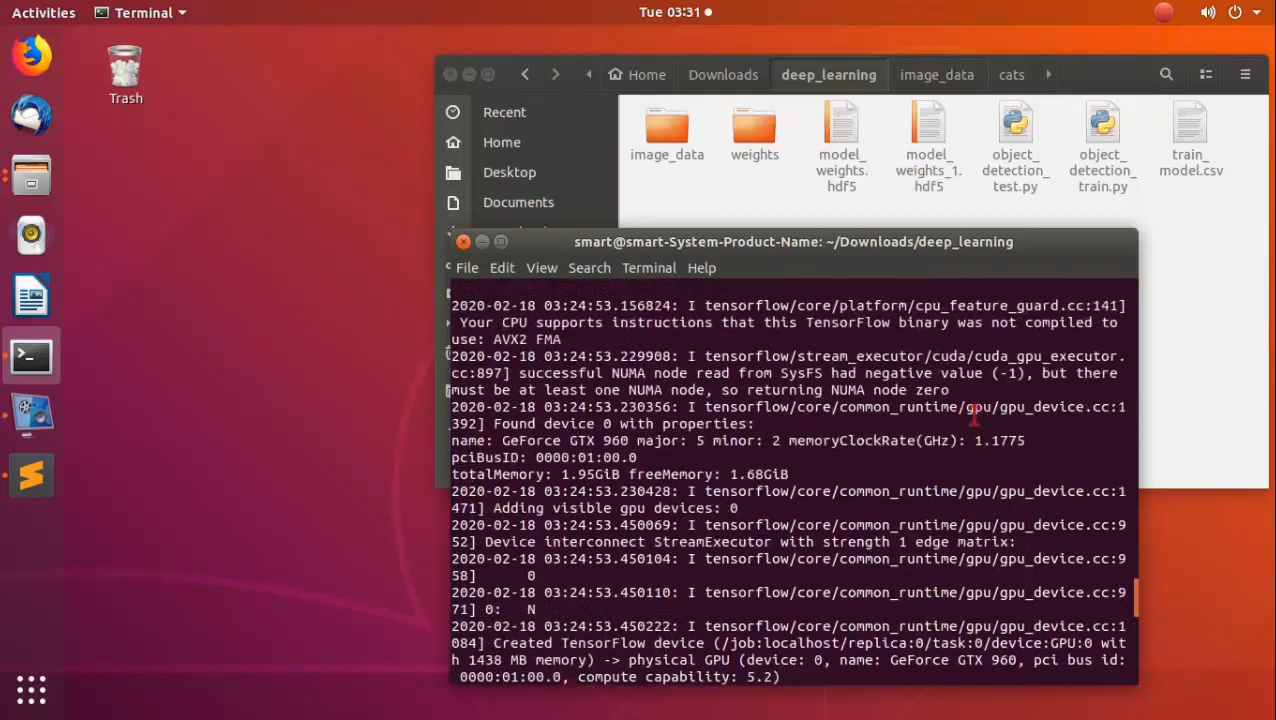 Activities Terminal Tue 03:31
Trash
Home Downloads deep_learning image_data cats
Recent
Home
Desktop
Documents
image_data
weights
model_
weights.
hdf5
model_
weights_1.
hdf5
object_
detection_
test.py
object_
detection_
train.py
train_
model.csv
smart@smart-System-Product-Name: ~/Downloads/deep_learning
File Edit View Search Terminal Help
2020-02-18 03:24:53.156824: I tensorflow/core/platform/cpu_feature_guard.cc:141]
Your CPU supports instructions that this TensorFlow binary was not compiled to
use: AVX2 FMA
2020-02-18 03:24:53.229908: I tensorflow/stream_executor/cuda/cuda_gpu_executor.
cc:897] successful NUMA node read from SysFS had negative value (-1), but there
must be at least one NUMA node, so returning NUMA node zero
2020-02-18 03:24:53.230356: I tensorflow/core/common_runtime/gpu/gpu_device.cc:1
392] Found device 0 with properties:
name: GeForce GTX 960 major: 5 minor: 2 memoryClockRate(GHz): 1.1775
pciBusID: 0000:01:00.0
totalMemory: 1.95GiB freeMemory: 1.68GiB
2020-02-18 03:24:53.230428: I tensorflow/core/common_runtime/gpu/gpu_device.cc:1
471] Adding visible gpu devices: 0
2020-02-18 03:24:53.450069: I tensorflow/core/common_runtime/gpu/gpu_device.cc:9
52] Device interconnect StreamExecutor with strength 1 edge matrix:
2020-02-18 03:24:53.450104: I tensorflow/core/common_runtime/gpu/gpu_device.cc:9
58] 0
2020-02-18 03:24:53.450110: I tensorflow/core/common_runtime/gpu/gpu_device.cc:9
71] 0: N
2020-02-18 03:24:53.450222: I tensorflow/core/common_runtime/gpu/gpu_device.cc:1
084] Created TensorFlow device (/job:localhost/replica:0/task:0/device:GPU:0 wit
h 1438 MB memory) -> physical GPU (device: 0, name: GeForce GTX 960, pci bus id:
0000:01:00.0, compute capability: 5.2)